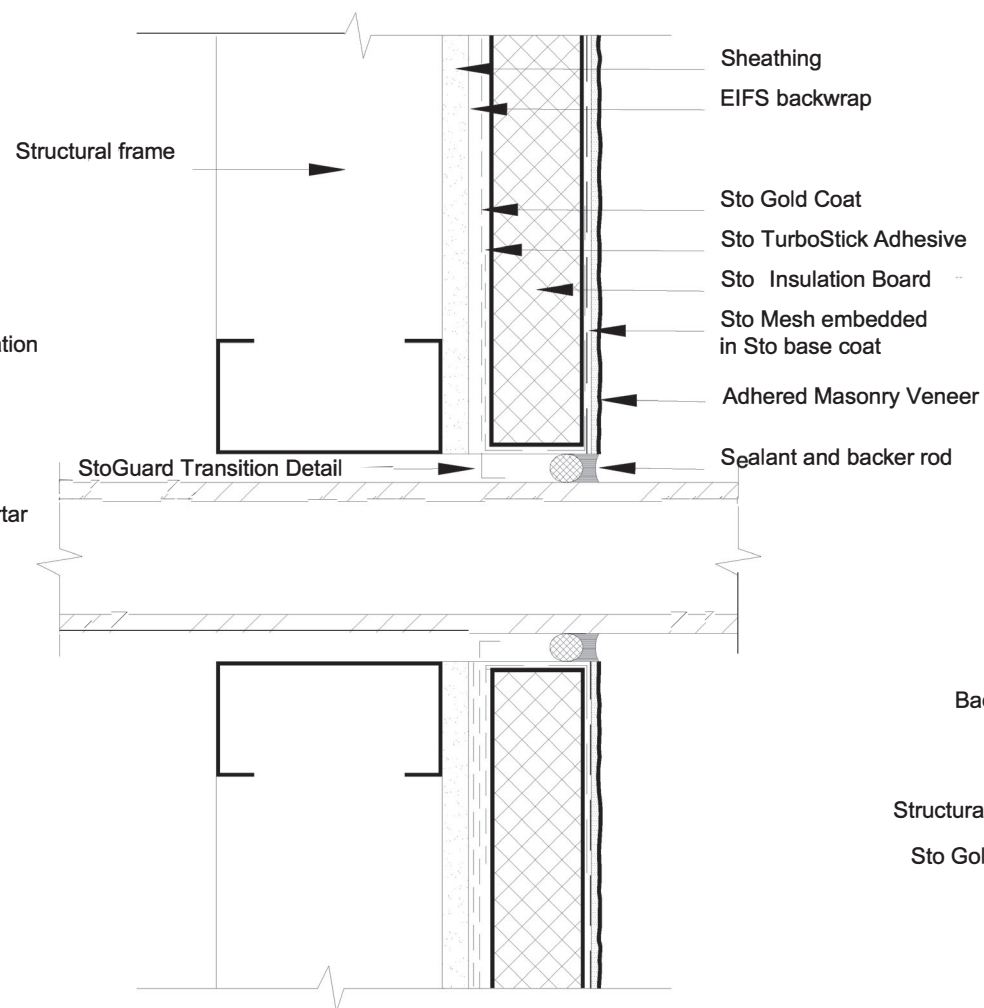 Sheathing
EIFS backwrap
Structural frame
Sto Gold Coat
Sto TurboStick Adhesive
Sto Insulation Board
Sto Mesh embedded
in Sto base coat
Adhered Masonry Veneer
StoGuard Transition Detail
Sealant and backer rod